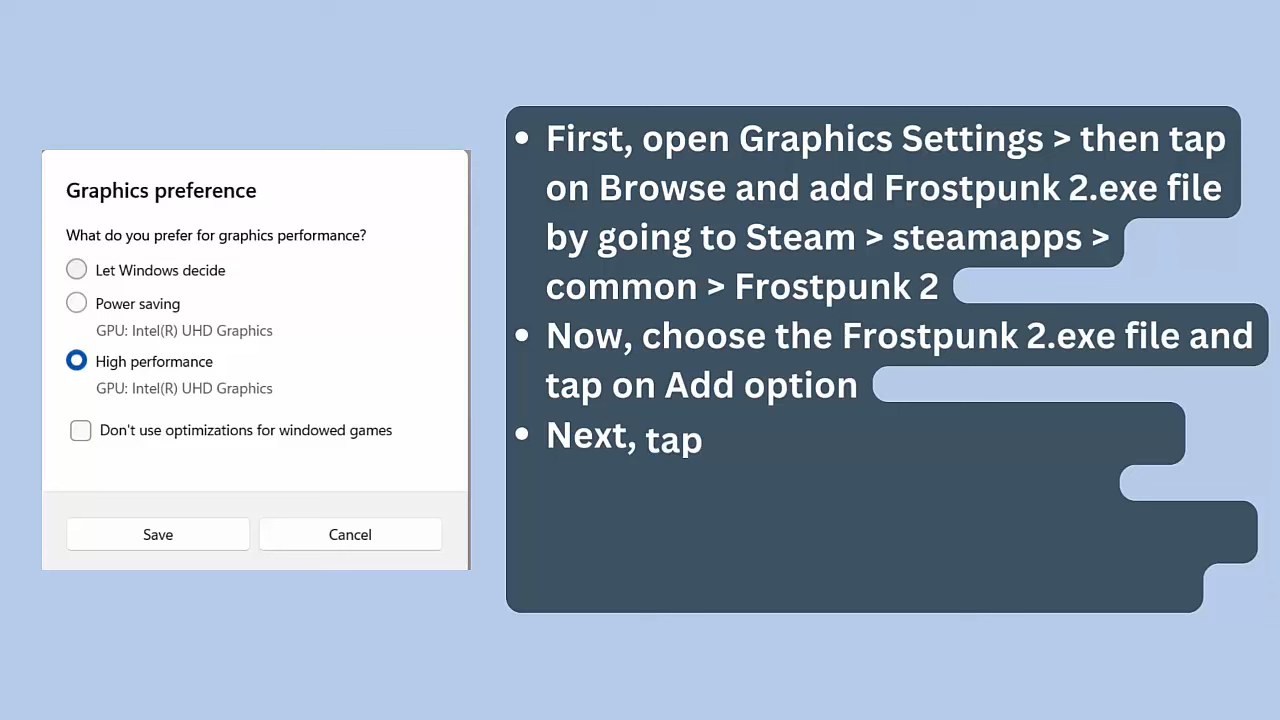 Graphics preference
What do you prefer for graphics performance?
Let Windows decide
Power saving
GPU: Intel(R) UHD Graphics
High performance
GPU: Intel(R) UHD Graphics
Don't use optimizations for windowed games
Save
Cancel
• First, open Graphics Settings > then tap
on Browse and add Frostpunk 2.exe file
by going to Steam > steamapps >
common > Frostpunk 2
• Now, choose the Frostpunk 2.exe file and
tap on Add option
• Next, tap